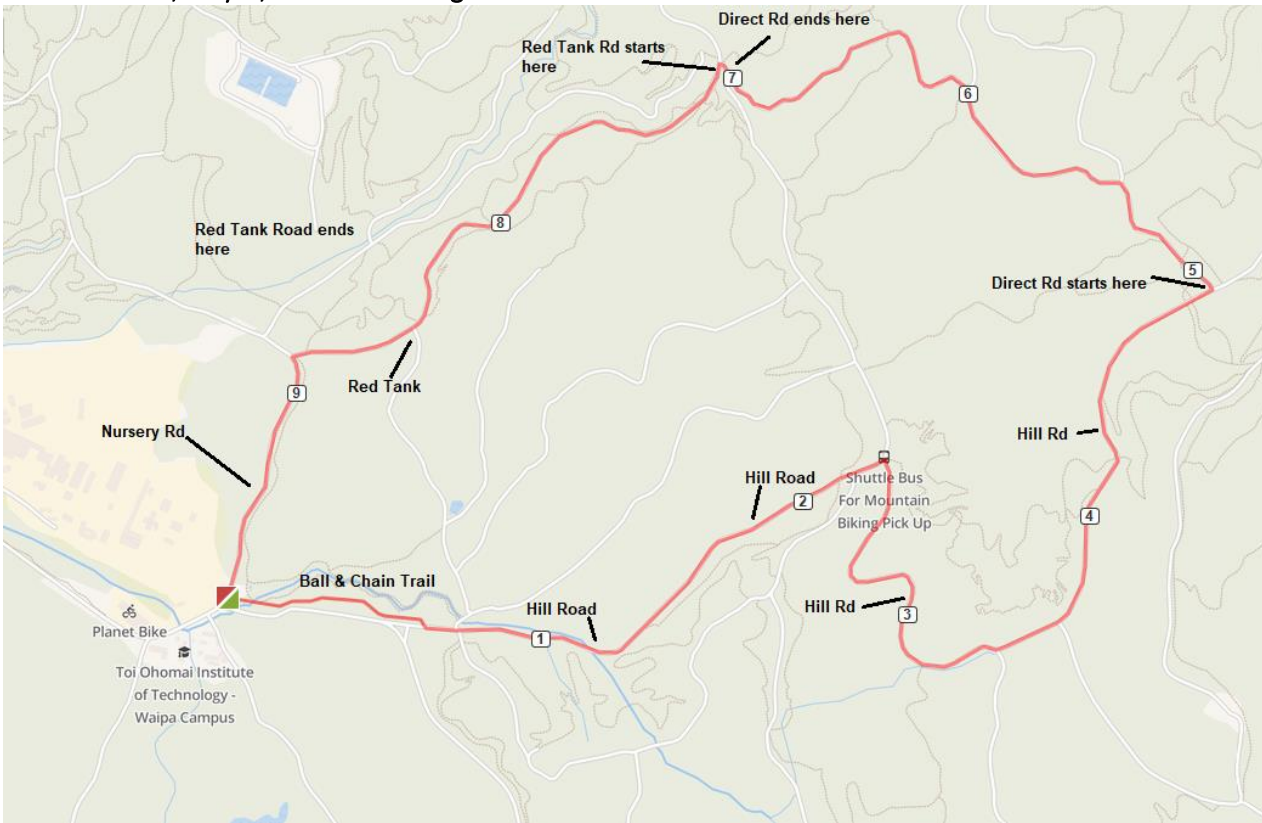 Direct Rd ends here
Red Tank Rd starts
here
7
6
8
Red Tank Road ends
here
5
Direct Rd starts here
Red Tank
9
Nursery Rd
Hill Rd
Hill Road
2
Shuttle Bus
For Mountain
Biking Pick Up
4
Ball & Chain Trail
Hill Road
Hill Rd
3
1
Planet Bike
Toi Ohomai Institute
of Technology -
Waipa Campus